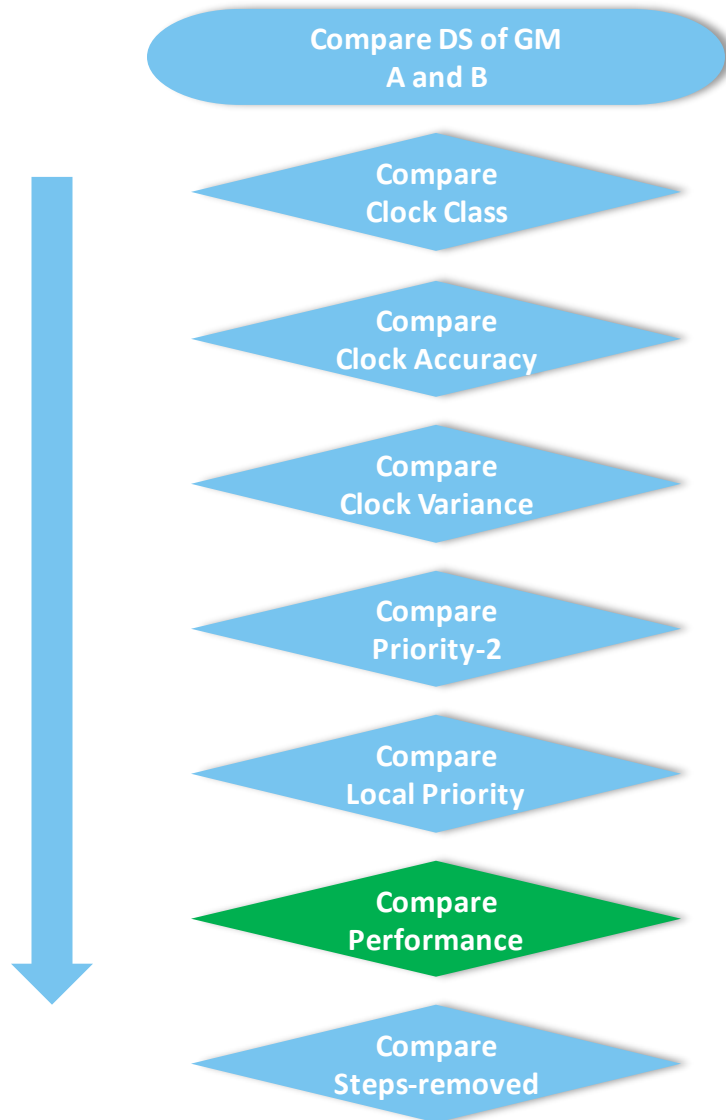 Compare DS of GM
A and B
Compare
Clock Class
Compare
Clock Accuracy
Compare
Clock Variance
Compare
Priority-2
Compare
Local Priority
Compare
Performance
Compare
Steps-removed